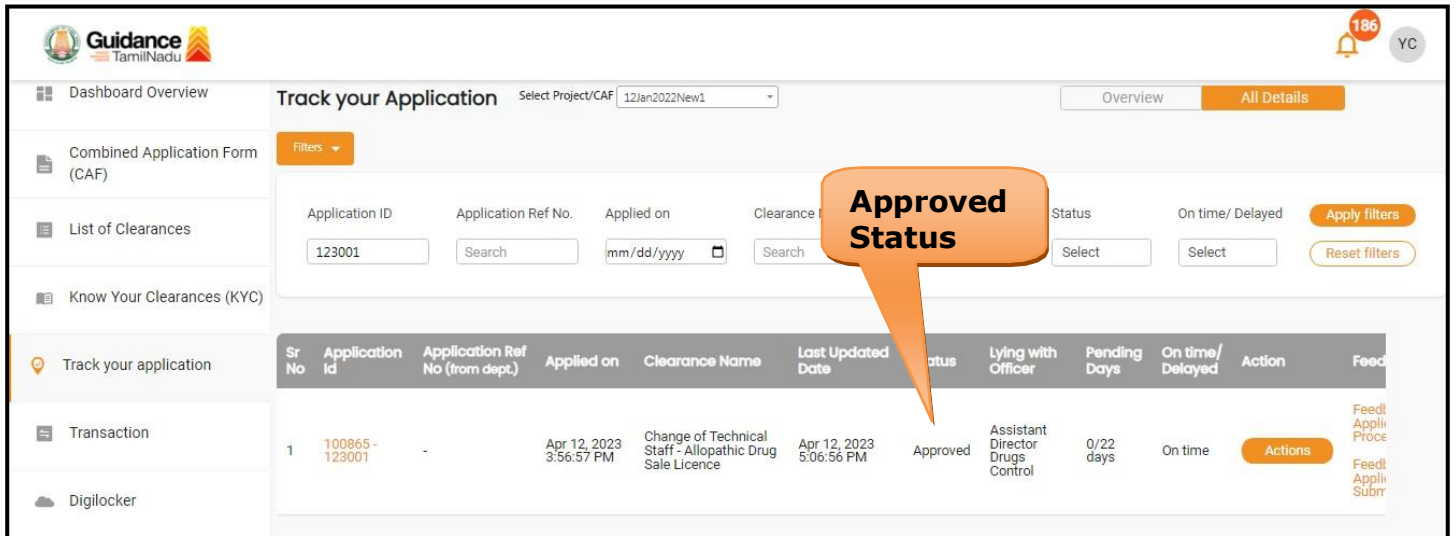 Guidance
TamilNadu
186
YC
Dashboard Overview
Combined Application Form
(CAF)
List of Clearances
Know Your Clearances (KYC)
Track your application
Transaction
Digilocker
Track your Application
Select Project/CAF
12Jan2022New1
Overview
All Details
Filters
Application ID
Application Ref No.
Applied on
Clearance
Status
On time/ Delayed
Apply filters
123001
Search
mm/dd/yyyy
Search
Select
Select
Reset filters
Approved
Status
Sr No
Application Id
Application Ref No (from dept.)
Applied on
Clearance Name
Last Updated Date
Lying with Officer
Pending Days
On time/ Delayed
Action
1
100865 -
123001
-
Apr 12, 2023
3:56:57 PM
Change of Technical
Staff - Allopathic Drug
Sale Licence
Apr 12, 2023
5:06:56 PM
Approved
Assistant
Director
Drugs
Control
0/22
days
On time
Actions